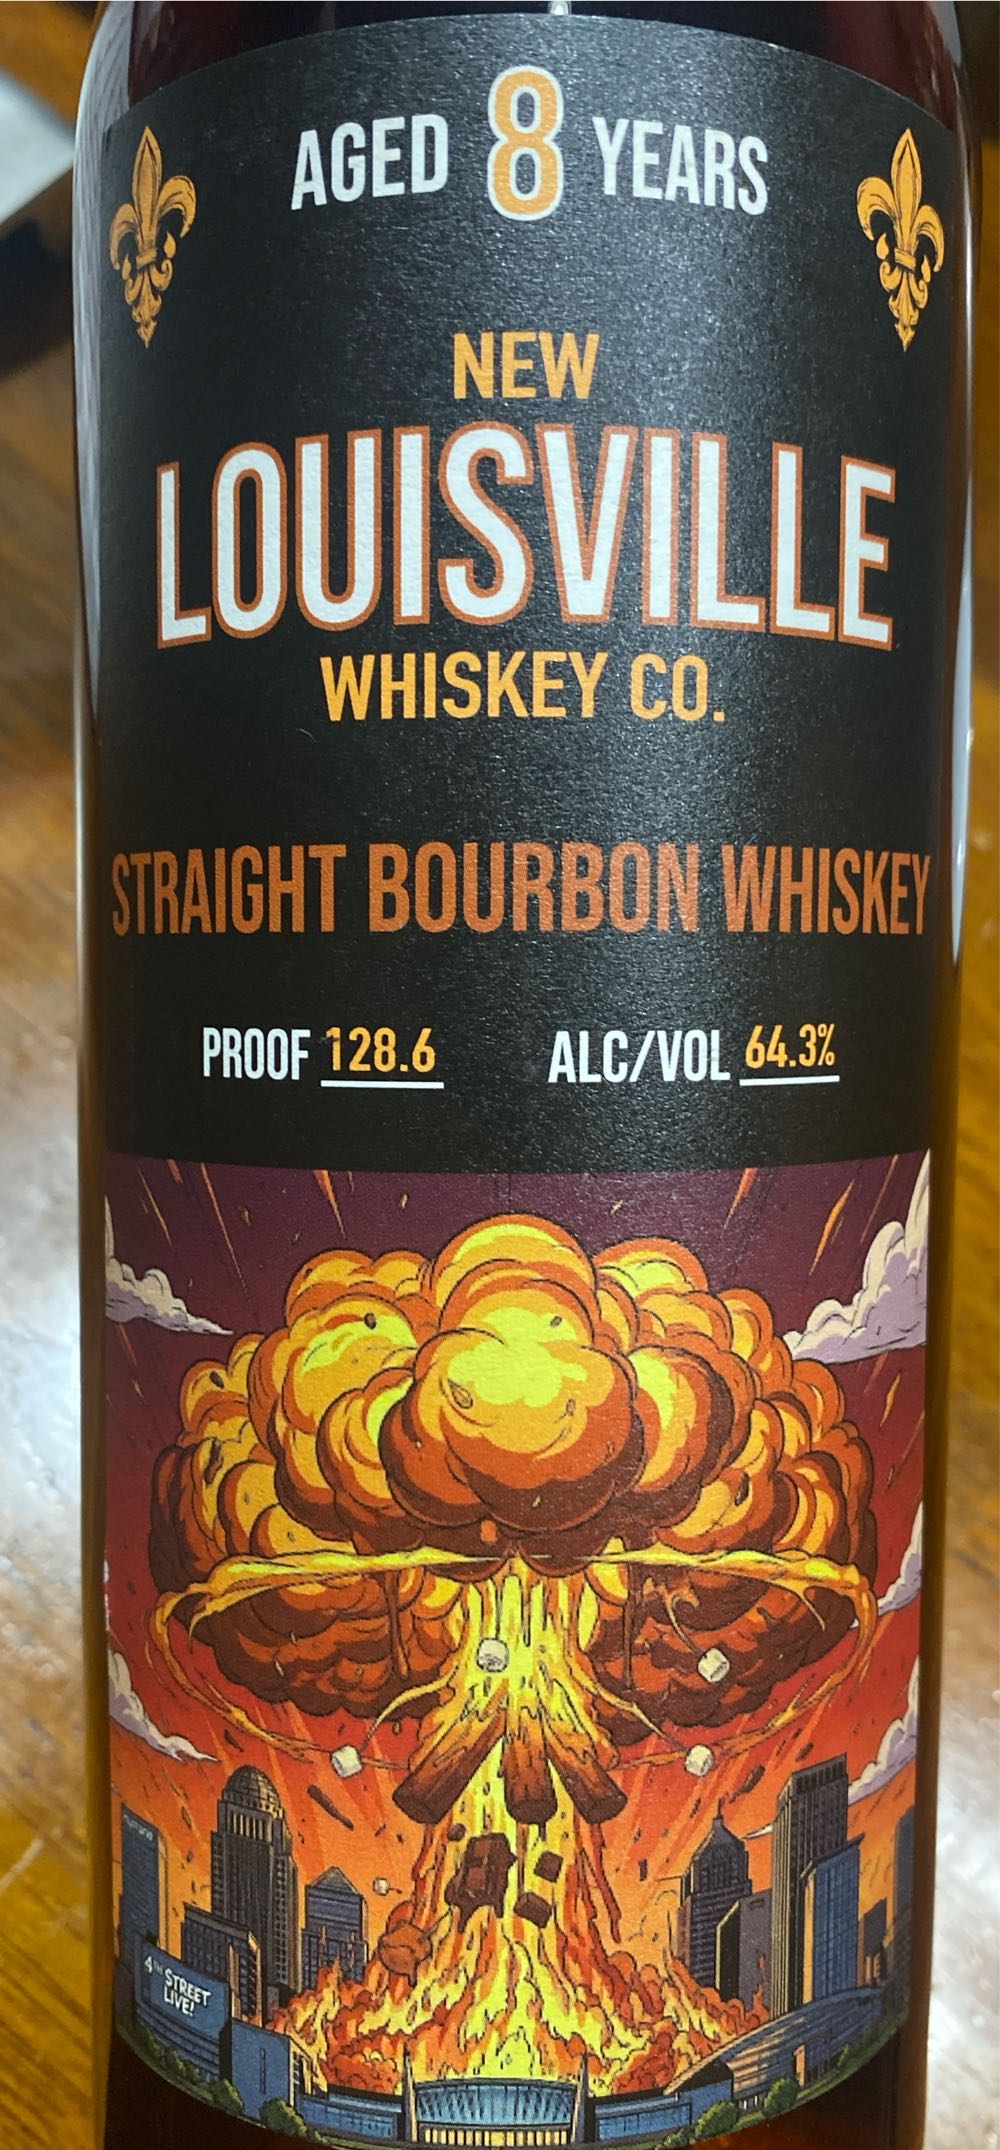 AGED 8 YEARS
NEW
LOUISVILLE
WHISKEY CO.
STRAIGHT BOURBON WHISKEY
PROOF 128.6 ALC/VOL 64.3%
4TH STREET
LIVE!